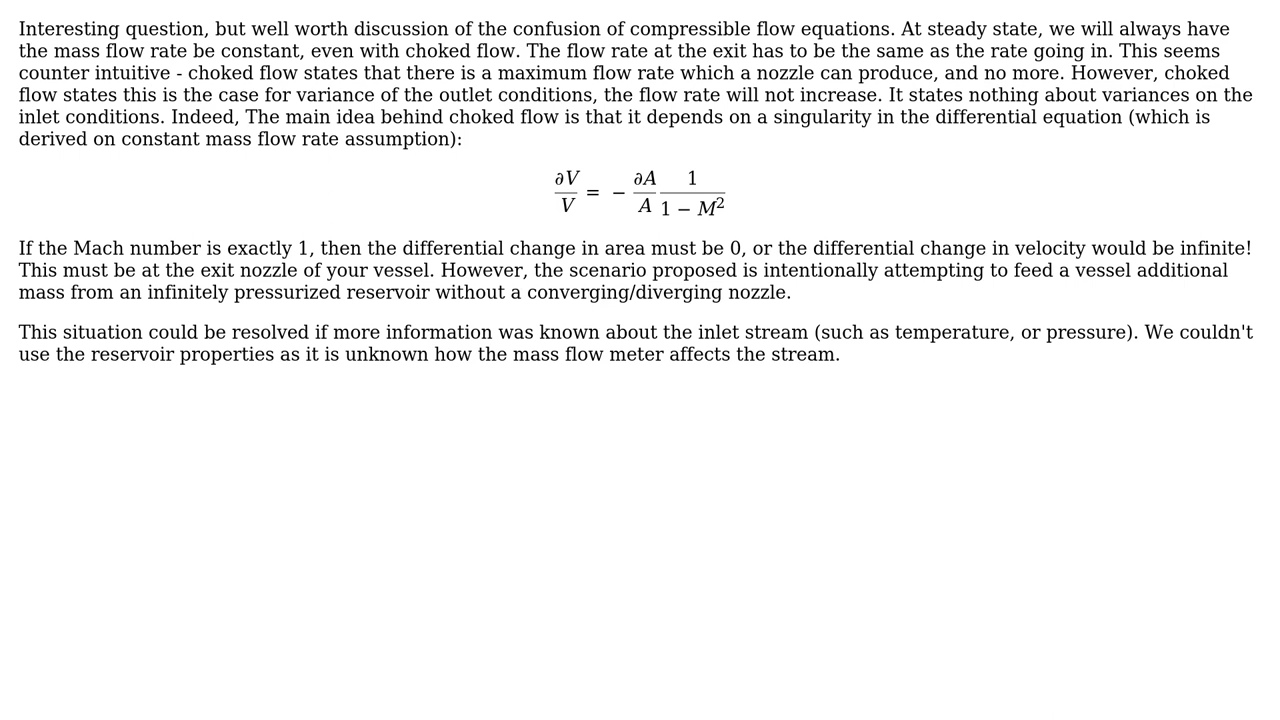 Interesting question, but well worth discussion of the confusion of compressible flow equations. At steady state, we will always have
the mass flow rate be constant, even with choked flow. The flow rate at the exit has to be the same as the rate going in. This seems
counter intuitive - choked flow states that there is a maximum flow rate which a nozzle can produce, and no more. However, choked
flow states this is the case for variance of the outlet conditions, the flow rate will not increase. It states nothing about variances on the
inlet conditions. Indeed, The main idea behind choked flow is that it depends on a singularity in the differential equation (which is
derived on constant mass flow rate assumption):
∂V/V = − ∂A/A 1/(1 − M²)
If the Mach number is exactly 1, then the differential change in area must be 0, or the differential change in velocity would be infinite!
This must be at the exit nozzle of your vessel. However, the scenario proposed is intentionally attempting to feed a vessel additional
mass from an infinitely pressurized reservoir without a converging/diverging nozzle.
This situation could be resolved if more information was known about the inlet stream (such as temperature, or pressure). We couldn't
use the reservoir properties as it is unknown how the mass flow meter affects the stream.